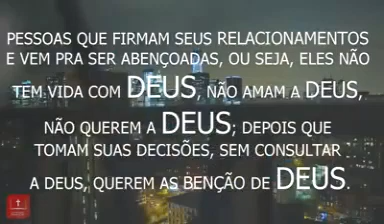 PESSOAS QUE FIRMAM SEUS RELACIONAMENTOS
E VEM PRA SER ABENÇOADAS, OU SEJA, ELES NÃO
TEM VIDA COM DEUS, NÃO AMAM A DEUS,
NÃO QUEREM A DEUS; DEPOIS QUE
TOMAM SUAS DECISÕES, SEM CONSULTAR
A DEUS, QUEREM AS BENÇÃO DE DEUS.